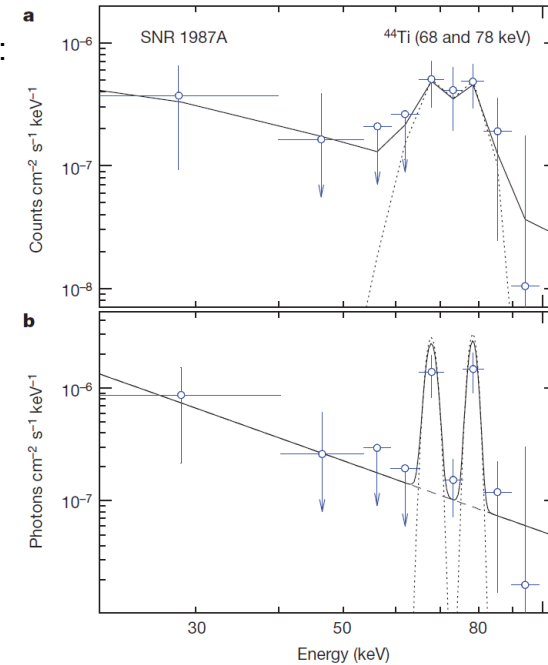 :
a
SNR 1987A
⁴⁴Ti (68 and 78 keV)
10⁻⁶
10⁻⁷
10⁻⁸
Counts cm⁻² s⁻¹ keV⁻¹
b
10⁻⁶
10⁻⁷
Photons cm⁻² s⁻¹ keV⁻¹
30
50
80
Energy (keV)